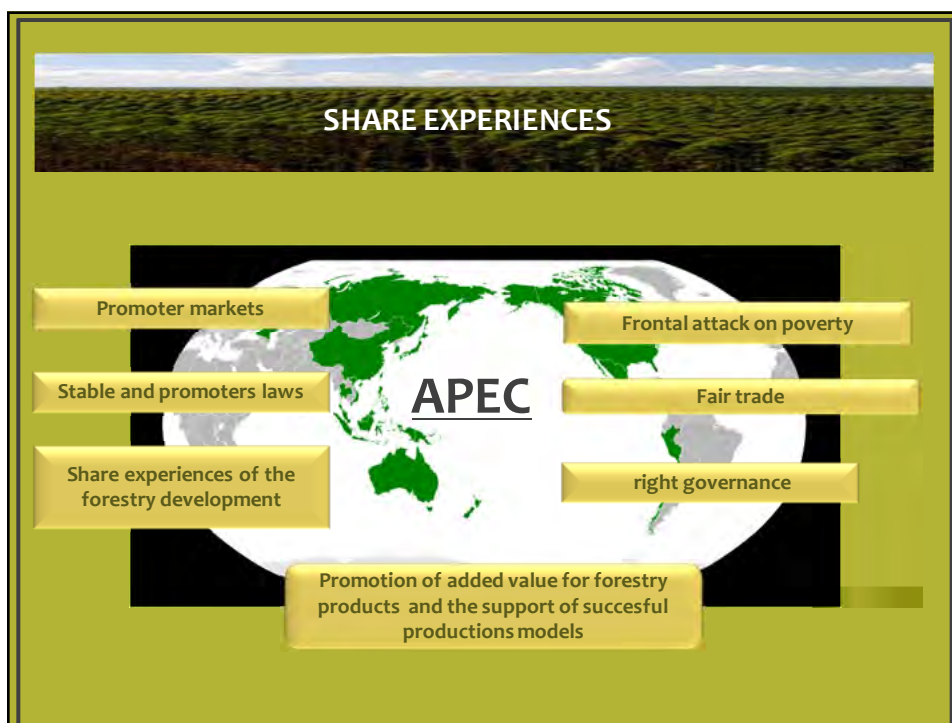 SHARE EXPERIENCES
Promoter markets
Stable and promoters laws
Share experiences of the
forestry development
APEC
Frontal attack on poverty
Fair trade
right governance
Promotion of added value for forestry
products and the support of succesful
productions models